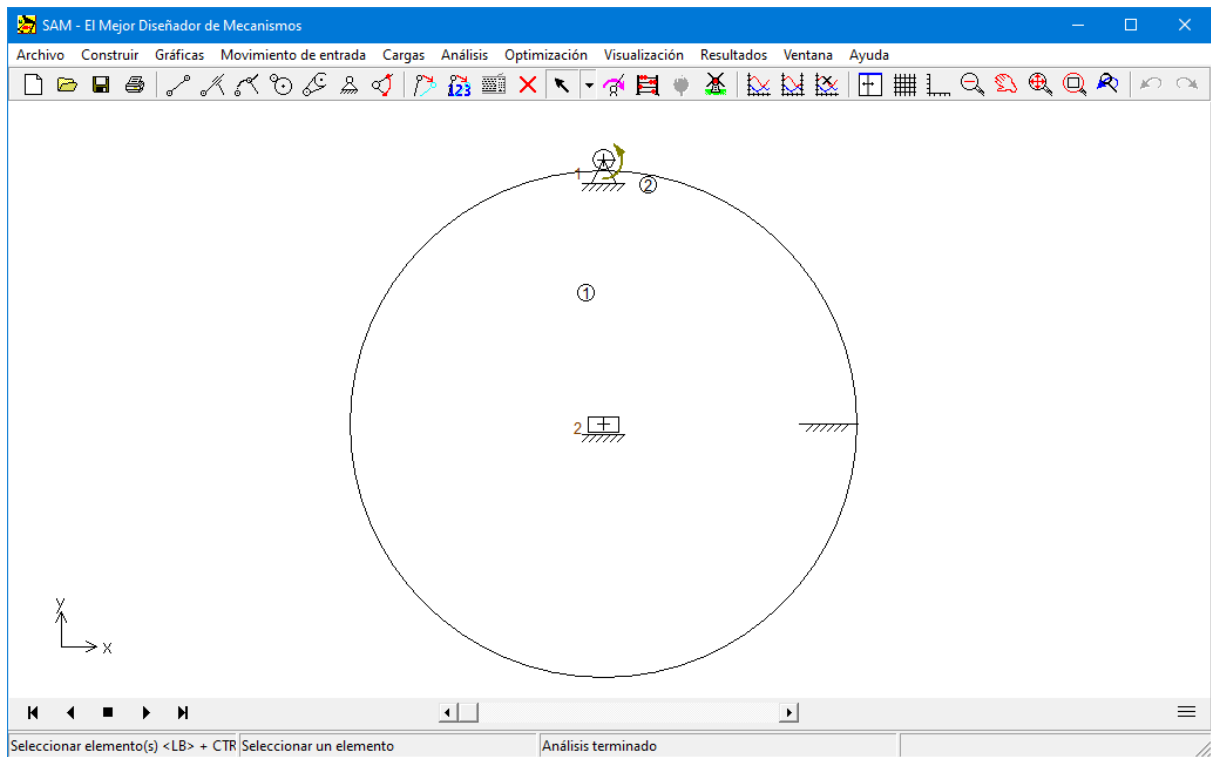 SAM - El Mejor Diseñador de Mecanismos
Archivo Construir Gráficas Movimiento de entrada Cargas Análisis Optimización Visualización Resultados Ventana Ayuda
123
1
2
1
2
y
x
Seleccionar elemento(s) <LB> + CTR Seleccionar un elemento Análisis terminado